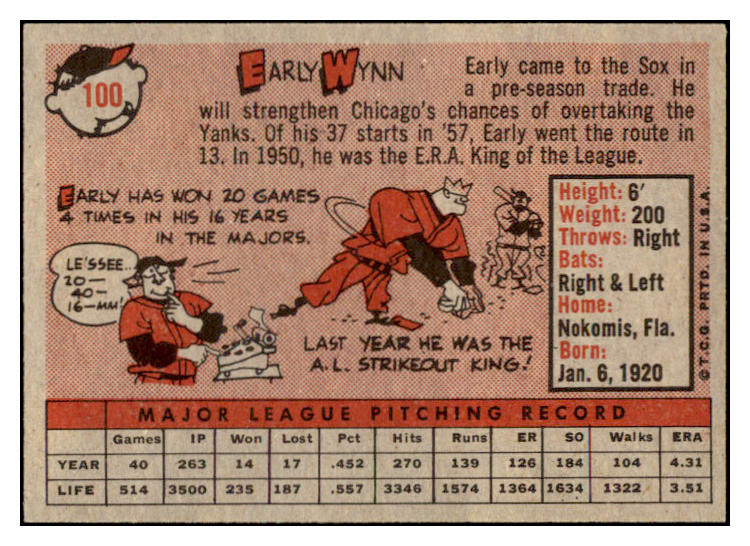 100
EARLY WYNN
Early came to the Sox in
a pre-season trade. He
will strengthen Chicago's chances of overtaking the
Yanks. Of his 37 starts in '57, Early went the route in
13. In 1950, he was the E.R.A. King of the League.
EARLY HAS WON 20 GAMES
4 TIMES IN HIS 16 YEARS
IN THE MAJORS.
LE'SSEE...
20—
40—
16—MM!
LAST YEAR HE WAS THE
A.L. STRIKEOUT KING!
Height: 6'
Weight: 200
Throws: Right
Bats:
Right & Left
Home:
Nokomis, Fla.
Born:
Jan. 6, 1920
© T.C.G. PRTD. IN U.S.A.
MAJOR LEAGUE PITCHING RECORD
Games IP Won Lost Pct Hits Runs ER SO Walks ERA
YEAR 40 263 14 17 .452 270 139 126 184 104 4.31
LIFE 514 3500 235 187 .557 3346 1574 1364 1634 1322 3.51